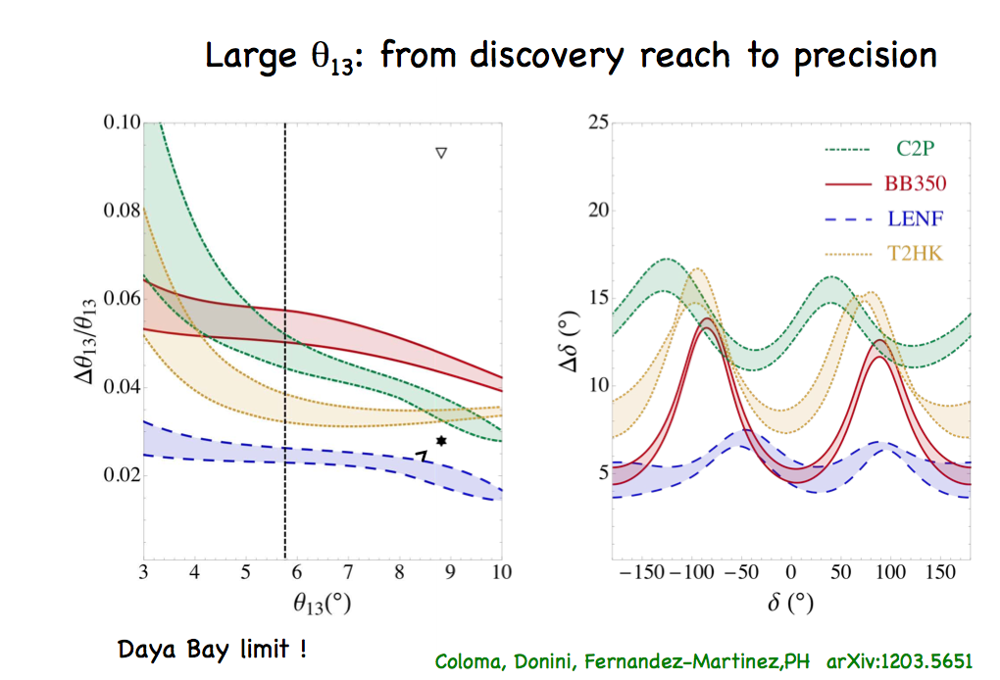 Large θ13: from discovery reach to precision
0.10
0.08
0.06
0.04
0.02
Δθ13/θ13
3 4 5 6 7 8 9 10
θ13(°)
25
20
15
10
5
Δδ (°)
C2P
BB350
LENF
T2HK
−150 −100 −50 0 50 100 150
δ (°)
Daya Bay limit !
Coloma, Donini, Fernandez-Martinez,PH arXiv:1203.5651